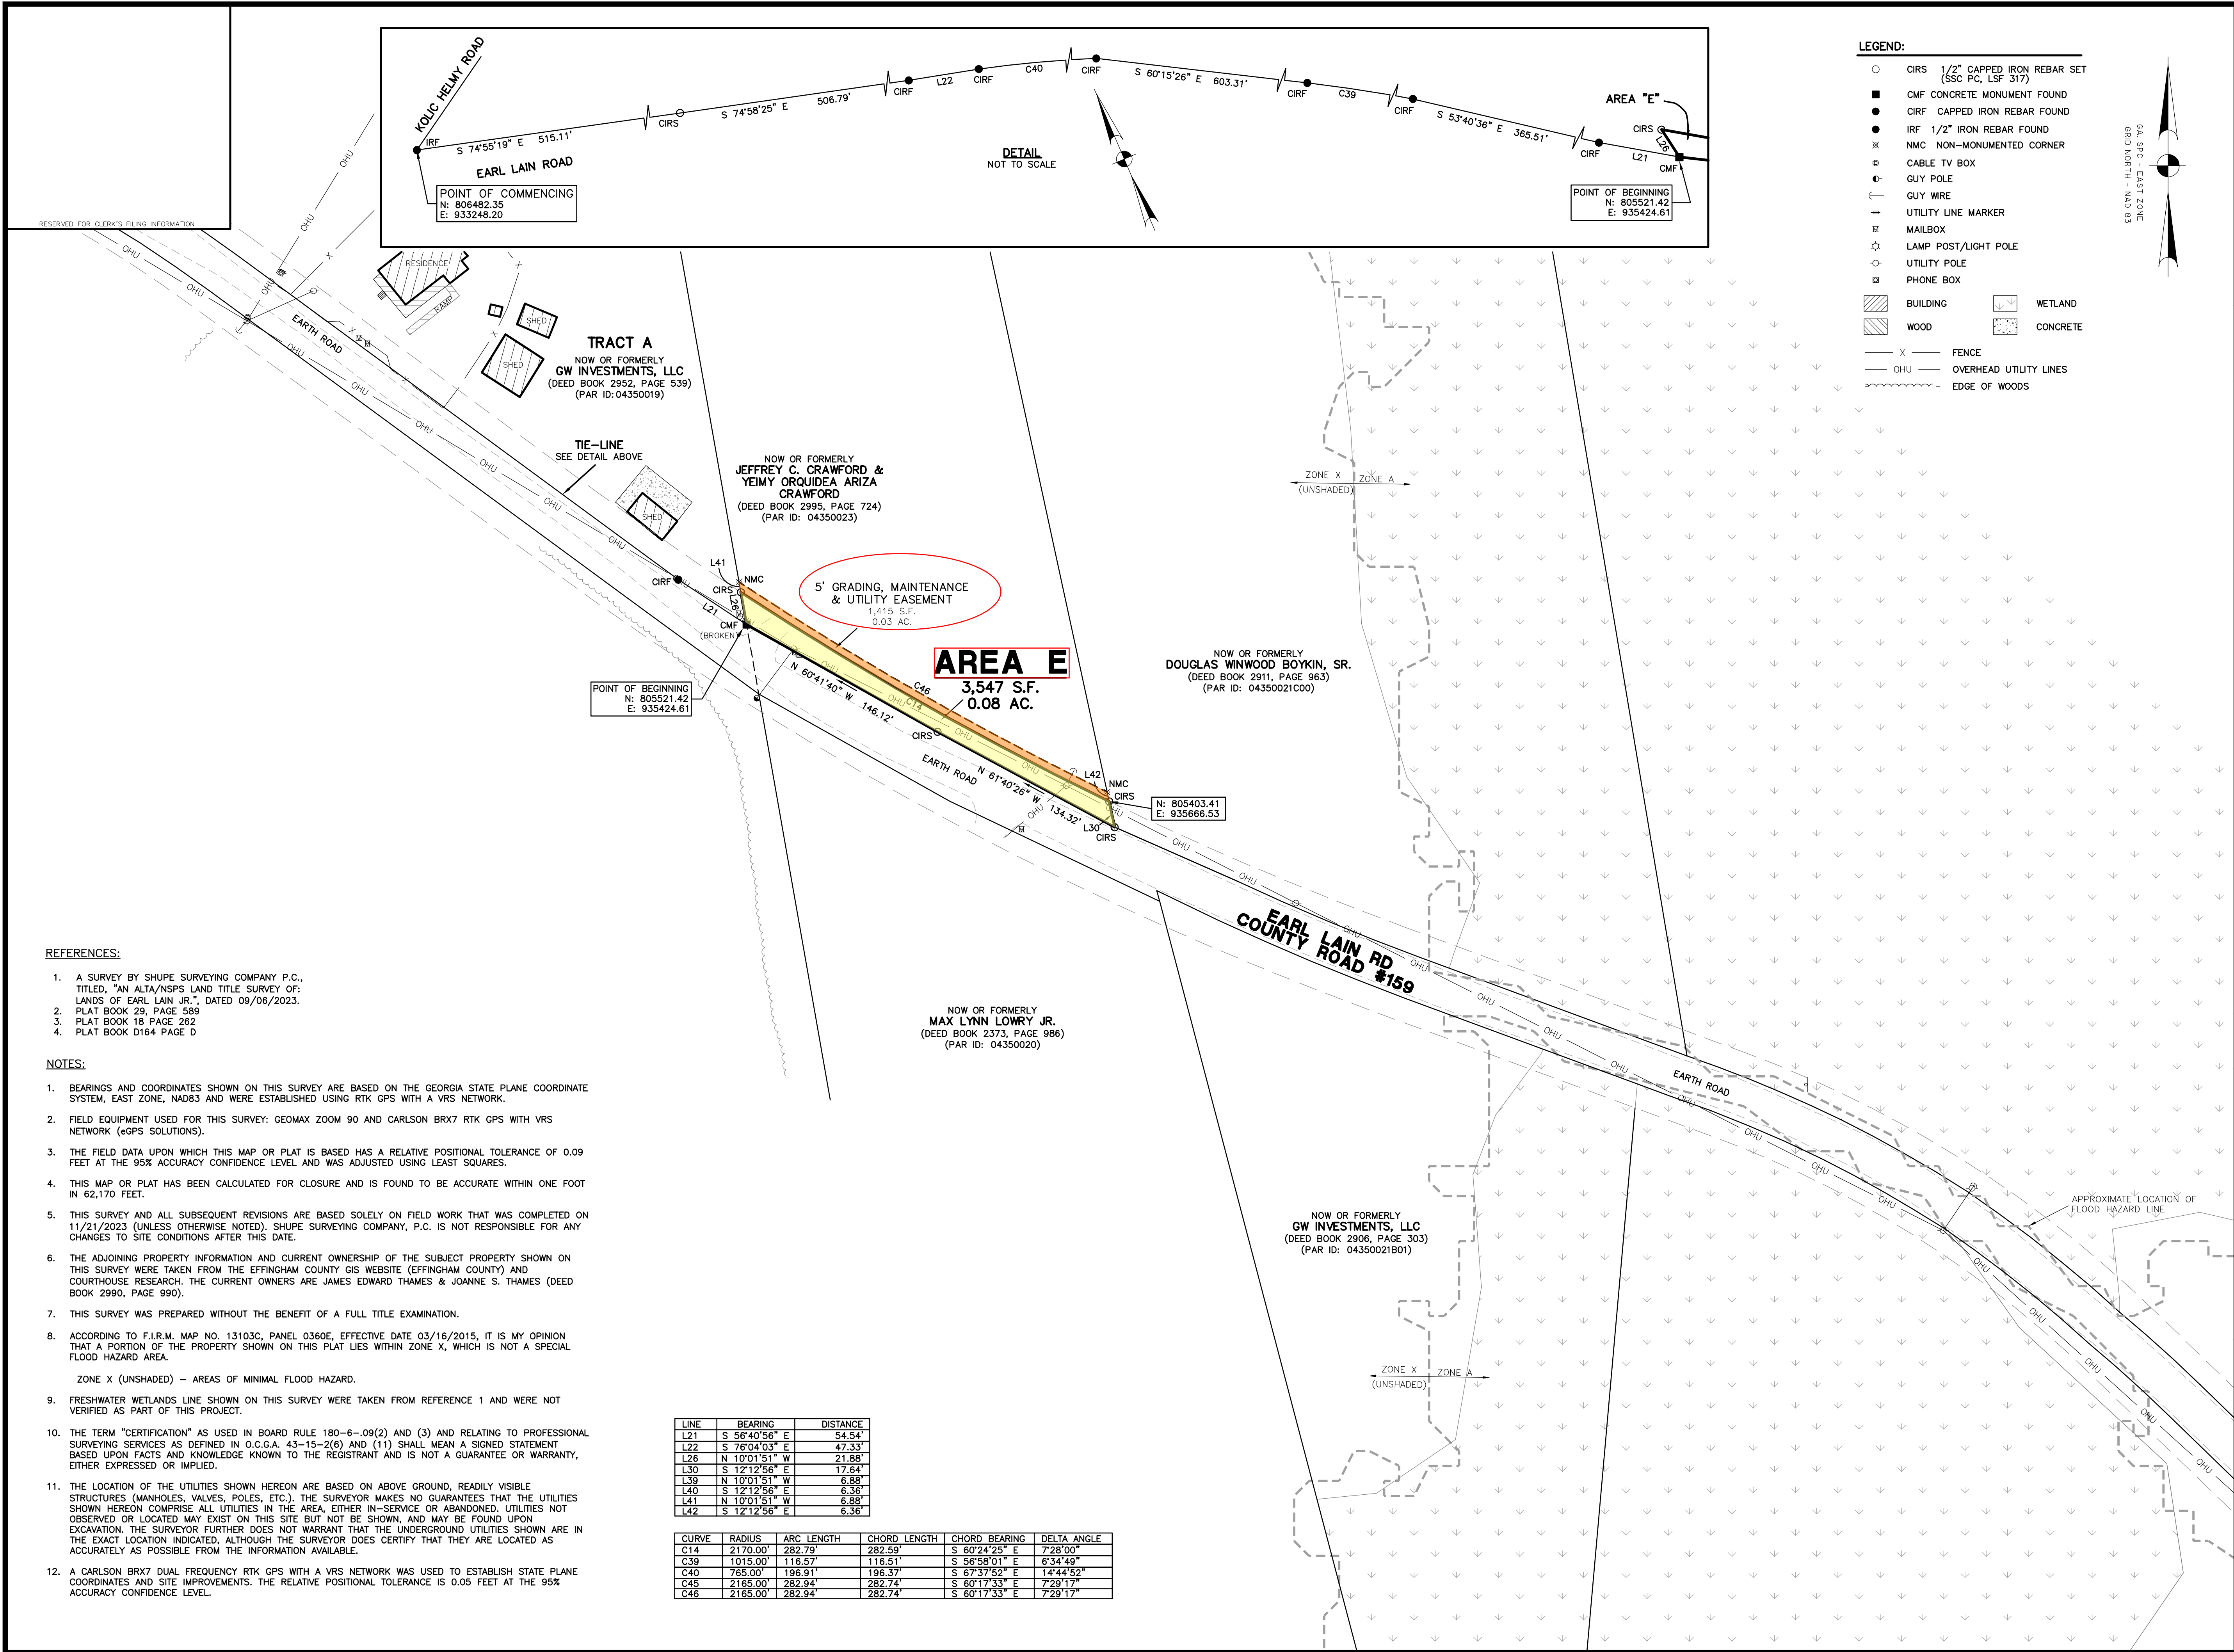 RESERVED FOR CLERK'S FILING INFORMATION
KOLIC HELMY ROAD
IRF
S 74°55'19" E 515.11'
EARL LAIN ROAD
POINT OF COMMENCING
N: 806482.35
E: 933248.20
CIRS
S 74°58'25" E 506.79'
CIRF
L22
CIRF
C40
CIRF
S 60°15'26" E 603.31'
CIRF
C39
CIRF
S 53°40'36" E 365.51'
CIRF
L21
AREA "E"
CIRS
L26
CMF
DETAIL
NOT TO SCALE
POINT OF BEGINNING
N: 805521.42
E: 935424.61
LEGEND:
CIRS 1/2" CAPPED IRON REBAR SET
(SSC PC, LSF 317)
CMF CONCRETE MONUMENT FOUND
CIRF CAPPED IRON REBAR FOUND
IRF 1/2" IRON REBAR FOUND
NMC NON-MONUMENTED CORNER
CABLE TV BOX
GUY POLE
GUY WIRE
UTILITY LINE MARKER
MAILBOX
LAMP POST/LIGHT POLE
UTILITY POLE
PHONE BOX
BUILDING WETLAND
WOOD CONCRETE
X FENCE
OHU OVERHEAD UTILITY LINES
EDGE OF WOODS
GA. SPC - EAST ZONE
GRID NORTH - NAD 83
OHU
OHU
OHU
OHU
OHU
X
RESIDENCE
RAMP
X
EARTH ROAD
X
X
X
SHED
SHED
OHU
OHU
OHU
OHU
OHU
OHU
TRACT A
NOW OR FORMERLY
GW INVESTMENTS, LLC
(DEED BOOK 2952, PAGE 539)
(PAR ID: 04350019)
TIE-LINE
SEE DETAIL ABOVE
SHED
NOW OR FORMERLY
JEFFREY C. CRAWFORD &
YEIMY ORQUIDEA ARIZA
CRAWFORD
(DEED BOOK 2995, PAGE 724)
(PAR ID: 04350023)
ZONE X ZONE A
(UNSHADED)
L41
NMC
CIRF
CIRS
L26
L21
CMF
(BROKEN)
5' GRADING, MAINTENANCE
& UTILITY EASEMENT
1,415 S.F.
0.03 AC.
AREA E
3,547 S.F.
0.08 AC.
OHU
C46
C14
OHU
N 60°41'40" W 146.12'
POINT OF BEGINNING
N: 805521.42
E: 935424.61
NOW OR FORMERLY
DOUGLAS WINWOOD BOYKIN, SR.
(DEED BOOK 2911, PAGE 963)
(PAR ID: 04350021C00)
CIRS
OHU
EARTH ROAD
N 61°40'26" W 134.32'
OHU
L42
NMC
CIRS
OHU
OHU
L30
CIRS
N: 805403.41
E: 935666.53
OHU
OHU
EARL LAIN RD
COUNTY ROAD #159
OHU
OHU
OHU
OHU
OHU
EARTH ROAD
OHU
OHU
OHU
OHU
OHU
OHU
OHU
OHU
OHU
APPROXIMATE LOCATION OF
FLOOD HAZARD LINE
NOW OR FORMERLY
MAX LYNN LOWRY JR.
(DEED BOOK 2373, PAGE 986)
(PAR ID: 04350020)
NOW OR FORMERLY
GW INVESTMENTS, LLC
(DEED BOOK 2906, PAGE 303)
(PAR ID: 04350021B01)
ZONE X ZONE A
(UNSHADED)
REFERENCES:
1. A SURVEY BY SHUPE SURVEYING COMPANY P.C.,
TITLED, "AN ALTA/NSPS LAND TITLE SURVEY OF:
LANDS OF EARL LAIN JR.", DATED 09/06/2023.
2. PLAT BOOK 29, PAGE 589
3. PLAT BOOK 18 PAGE 262
4. PLAT BOOK D164 PAGE D
NOTES:
1. BEARINGS AND COORDINATES SHOWN ON THIS SURVEY ARE BASED ON THE GEORGIA STATE PLANE COORDINATE
SYSTEM, EAST ZONE, NAD83 AND WERE ESTABLISHED USING RTK GPS WITH A VRS NETWORK.
2. FIELD EQUIPMENT USED FOR THIS SURVEY: GEOMAX ZOOM 90 AND CARLSON BRX7 RTK GPS WITH VRS
NETWORK (eGPS SOLUTIONS).
3. THE FIELD DATA UPON WHICH THIS MAP OR PLAT IS BASED HAS A RELATIVE POSITIONAL TOLERANCE OF 0.09
FEET AT THE 95% ACCURACY CONFIDENCE LEVEL AND WAS ADJUSTED USING LEAST SQUARES.
4. THIS MAP OR PLAT HAS BEEN CALCULATED FOR CLOSURE AND IS FOUND TO BE ACCURATE WITHIN ONE FOOT
IN 62,170 FEET.
5. THIS SURVEY AND ALL SUBSEQUENT REVISIONS ARE BASED SOLELY ON FIELD WORK THAT WAS COMPLETED ON
11/21/2023 (UNLESS OTHERWISE NOTED). SHUPE SURVEYING COMPANY, P.C. IS NOT RESPONSIBLE FOR ANY
CHANGES TO SITE CONDITIONS AFTER THIS DATE.
6. THE ADJOINING PROPERTY INFORMATION AND CURRENT OWNERSHIP OF THE SUBJECT PROPERTY SHOWN ON
THIS SURVEY WERE TAKEN FROM THE EFFINGHAM COUNTY GIS WEBSITE (EFFINGHAM COUNTY) AND
COURTHOUSE RESEARCH. THE CURRENT OWNERS ARE JAMES EDWARD THAMES & JOANNE S. THAMES (DEED
BOOK 2990, PAGE 990).
7. THIS SURVEY WAS PREPARED WITHOUT THE BENEFIT OF A FULL TITLE EXAMINATION.
8. ACCORDING TO F.I.R.M. MAP NO. 13103C, PANEL 0360E, EFFECTIVE DATE 03/16/2015, IT IS MY OPINION
THAT A PORTION OF THE PROPERTY SHOWN ON THIS PLAT LIES WITHIN ZONE X, WHICH IS NOT A SPECIAL
FLOOD HAZARD AREA.
ZONE X (UNSHADED) – AREAS OF MINIMAL FLOOD HAZARD.
9. FRESHWATER WETLANDS LINE SHOWN ON THIS SURVEY WERE TAKEN FROM REFERENCE 1 AND WERE NOT
VERIFIED AS PART OF THIS PROJECT.
10. THE TERM "CERTIFICATION" AS USED IN BOARD RULE 180-6-.09(2) AND (3) AND RELATING TO PROFESSIONAL
SURVEYING SERVICES AS DEFINED IN O.C.G.A. 43-15-2(6) AND (11) SHALL MEAN A SIGNED STATEMENT
BASED UPON FACTS AND KNOWLEDGE KNOWN TO THE REGISTRANT AND IS NOT A GUARANTEE OR WARRANTY,
EITHER EXPRESSED OR IMPLIED.
11. THE LOCATION OF THE UTILITIES SHOWN HEREON ARE BASED ON ABOVE GROUND, READILY VISIBLE
STRUCTURES (MANHOLES, VALVES, POLES, ETC.). THE SURVEYOR MAKES NO GUARANTEES THAT THE UTILITIES
SHOWN HEREON COMPRISE ALL UTILITIES IN THE AREA, EITHER IN-SERVICE OR ABANDONED. UTILITIES NOT
OBSERVED OR LOCATED MAY EXIST ON THIS SITE BUT NOT BE SHOWN, AND MAY BE FOUND UPON
EXCAVATION. THE SURVEYOR FURTHER DOES NOT WARRANT THAT THE UNDERGROUND UTILITIES SHOWN ARE IN
THE EXACT LOCATION INDICATED, ALTHOUGH THE SURVEYOR DOES CERTIFY THAT THEY ARE LOCATED AS
ACCURATELY AS POSSIBLE FROM THE INFORMATION AVAILABLE.
12. A CARLSON BRX7 DUAL FREQUENCY RTK GPS WITH A VRS NETWORK WAS USED TO ESTABLISH STATE PLANE
COORDINATES AND SITE IMPROVEMENTS. THE RELATIVE POSITIONAL TOLERANCE IS 0.05 FEET AT THE 95%
ACCURACY CONFIDENCE LEVEL.
LINE BEARING DISTANCE
L21 S 56°40'56" E 54.54'
L22 S 76°04'03" E 47.33'
L26 N 10°01'51" W 21.88'
L30 S 12°12'56" E 17.64'
L39 N 10°01'51" W 6.88'
L40 S 12°12'56" E 6.36'
L41 N 10°01'51" W 6.88'
L42 S 12°12'56" E 6.36'
CURVE RADIUS ARC LENGTH CHORD LENGTH CHORD BEARING DELTA ANGLE
C14 2170.00' 282.79' 282.59' S 60°24'25" E 7°28'00"
C39 1015.00' 116.57' 116.51' S 56°58'01" E 6°34'49"
C40 765.00' 196.91' 196.37' S 67°37'52" E 14°44'52"
C45 2165.00' 282.94' 282.74' S 60°17'33" E 7°29'17"
C46 2165.00' 282.94' 282.74' S 60°17'33" E 7°29'17"